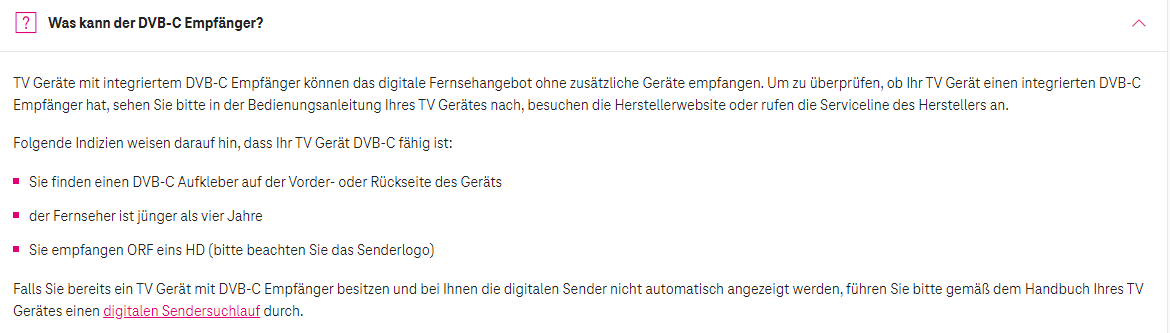 Was kann der DVB-C Empfänger?
TV Geräte mit integriertem DVB-C Empfänger können das digitale Fernsehangebot ohne zusätzliche Geräte empfangen. Um zu überprüfen, ob Ihr TV Gerät einen integrierten DVB-C
Empfänger hat, sehen Sie bitte in der Bedienungsanleitung Ihres TV Gerätes nach, besuchen die Herstellerwebsite oder rufen die Serviceline des Herstellers an.
Folgende Indizien weisen darauf hin, dass Ihr TV Gerät DVB-C fähig ist:
Sie finden einen DVB-C Aufkleber auf der Vorder- oder Rückseite des Geräts
der Fernseher ist jünger als vier Jahre
Sie empfangen ORF eins HD (bitte beachten Sie das Senderlogo)
Falls Sie bereits ein TV Gerät mit DVB-C Empfänger besitzen und bei Ihnen die digitalen Sender nicht automatisch angezeigt werden, führen Sie bitte gemäß dem Handbuch Ihres TV
Gerätes einen digitalen Sendersuchlauf durch.